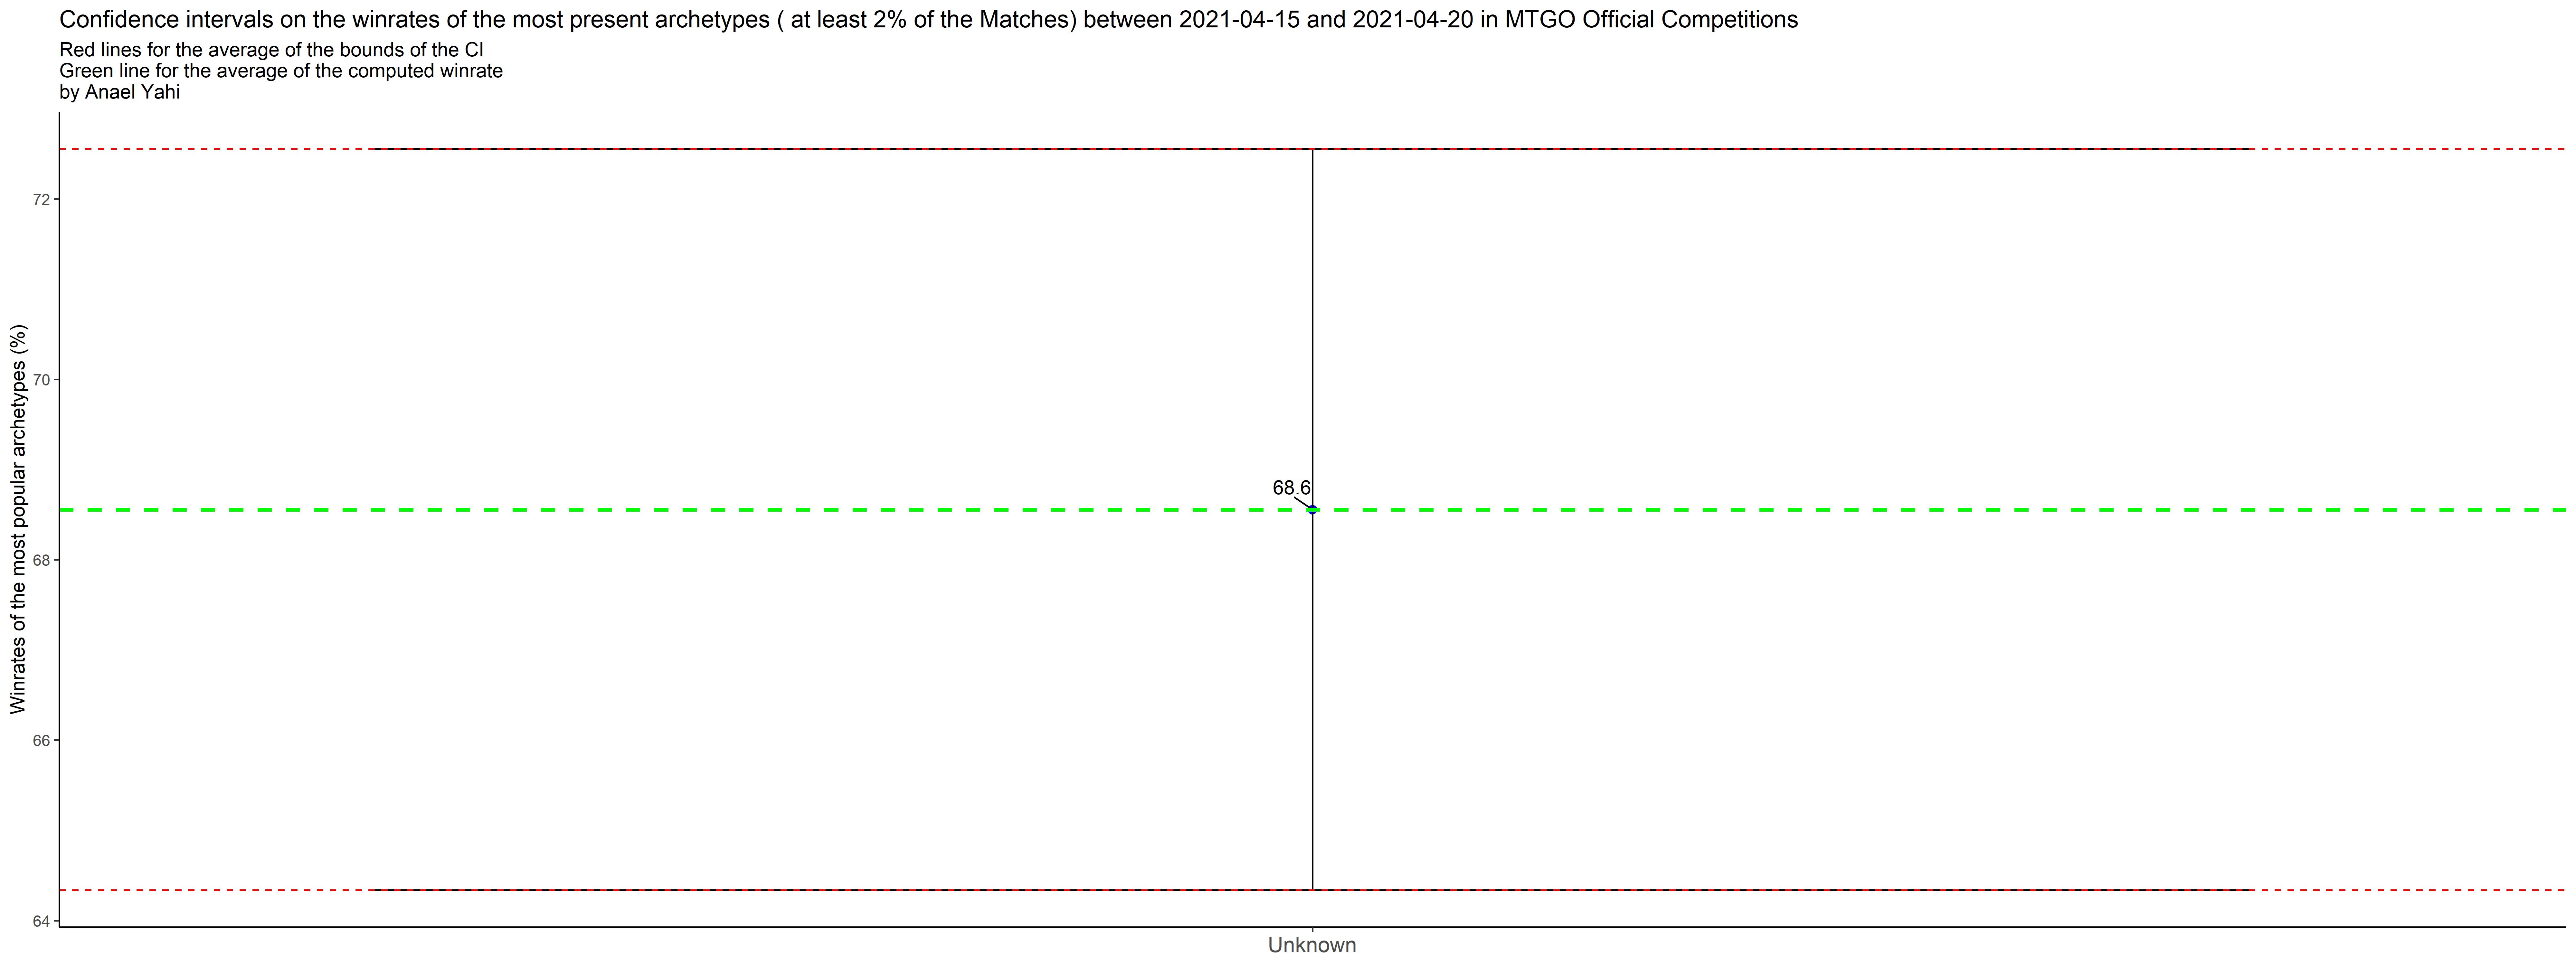 Confidence intervals on the winrates of the most present archetypes ( at least 2% of the Matches) between 2021-04-15 and 2021-04-20 in MTGO Official Competitions
Red lines for the average of the bounds of the CI
Green line for the average of the computed winrate
by Anael Yahi
Winrates of the most popular archetypes (%)
72
70
68.6
68
66
64
Unknown